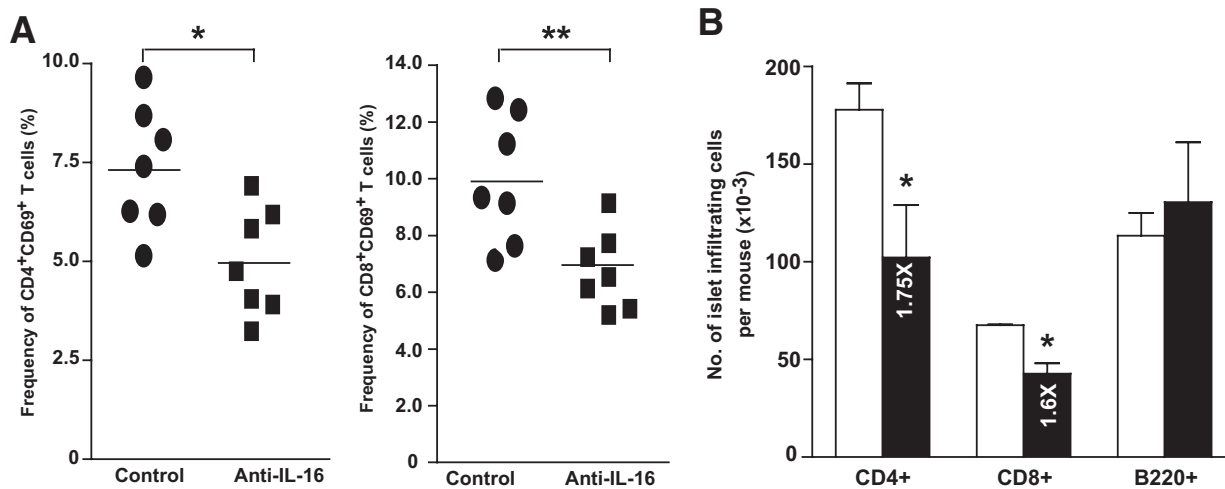 A
*
10.0
7.5
5.0
2.5
0
Frequency of CD4+CD69+ T cells (%)
Control
Anti-IL-16
**
14.0
12.0
10.0
8.0
6.0
4.0
2.0
0
Frequency of CD8+CD69+ T cells (%)
Control
Anti-IL-16
B
200
150
100
50
0
No. of islet infiltrating cells
per mouse (x10-3)
*
1.75X
*
1.6X
CD4+
CD8+
B220+